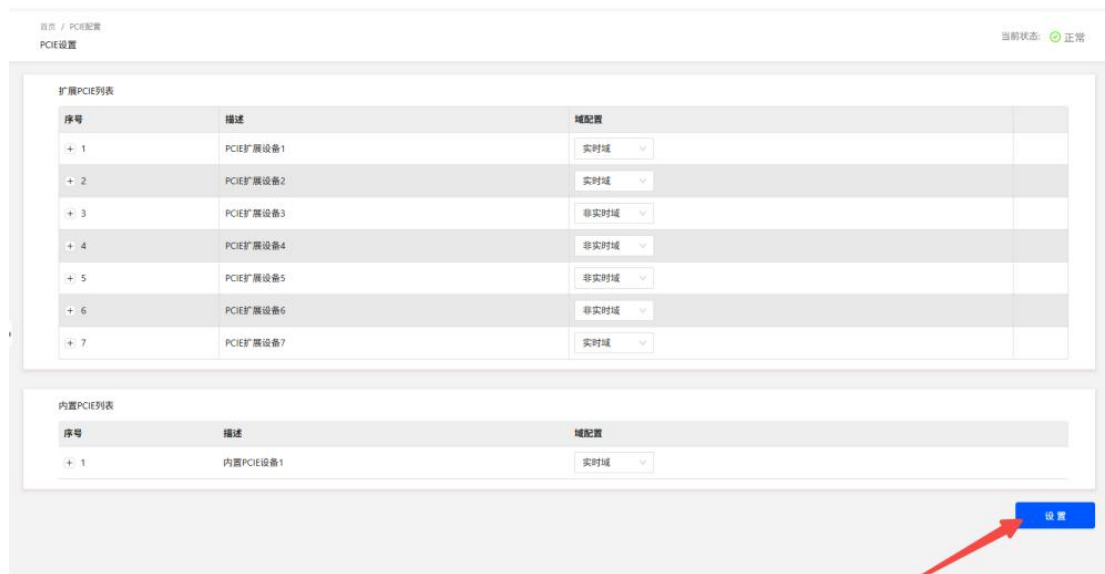 首页 / PCIE配置
PCIE设置
当前状态: 正常
扩展PCIE列表
序号 描述 域配置
1 PCIE扩展设备1 实时域
2 PCIE扩展设备2 实时域
3 PCIE扩展设备3 非实时域
4 PCIE扩展设备4 非实时域
5 PCIE扩展设备5 非实时域
6 PCIE扩展设备6 非实时域
7 PCIE扩展设备7 实时域
内置PCIE列表
序号 描述 域配置
1 内置PCIE设备1 实时域
设 置